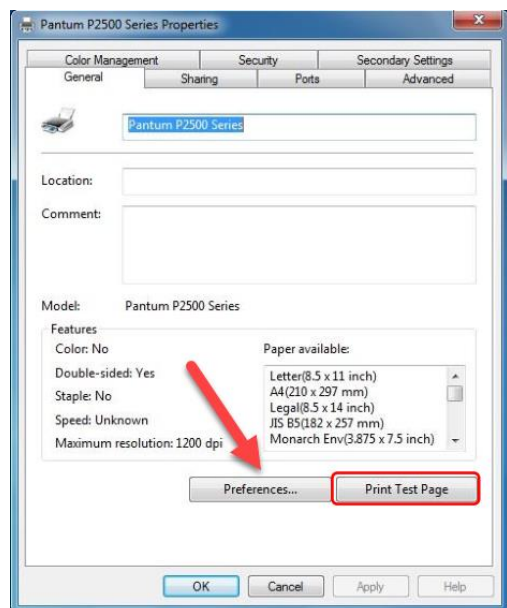 Pantum P2500 Series Properties
Color Management Security Secondary Settings
General Sharing Ports Advanced
Pantum P2500 Series
Location:
Comment:
Model: Pantum P2500 Series
Features
Color: No
Double-sided: Yes
Staple: No
Speed: Unknown
Maximum resolution: 1200 dpi
Paper available:
Letter(8.5 x 11 inch)
A4(210 x 297 mm)
Legal(8.5 x 14 inch)
JIS B5(182 x 257 mm)
Monarch Env(3.875 x 7.5 inch)
Preferences... Print Test Page
OK Cancel Apply Help